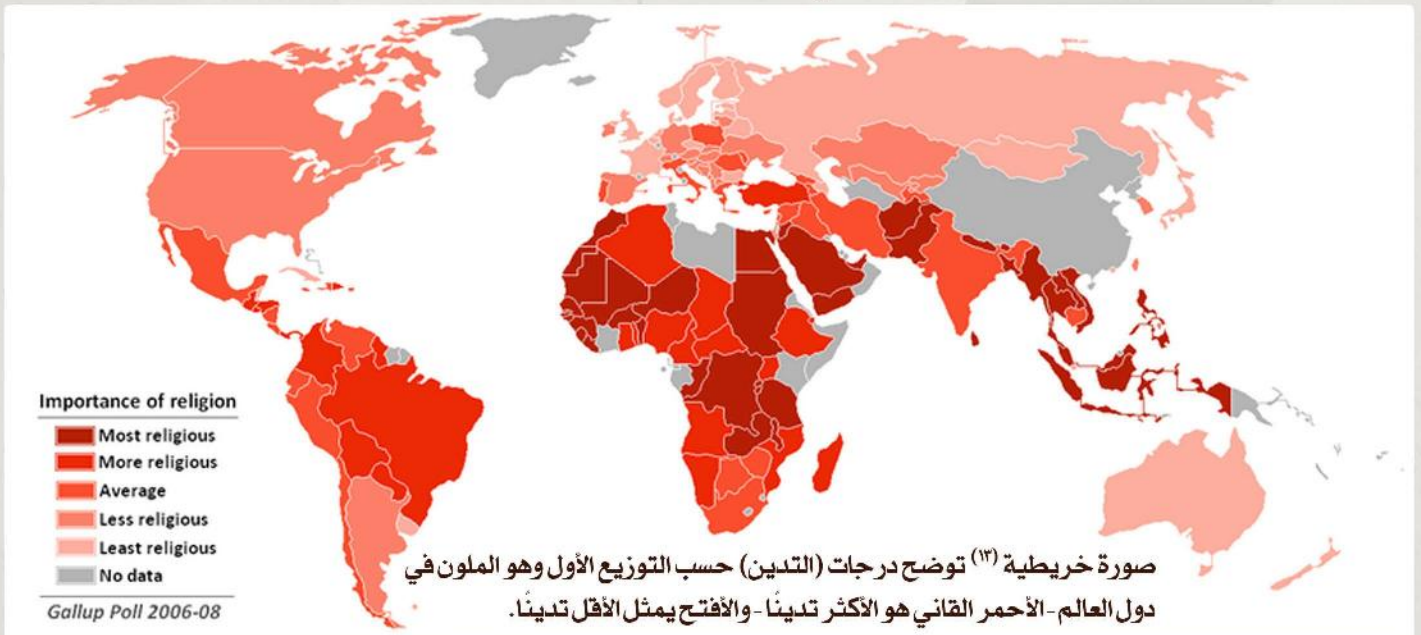 Importance of religion
Most religious
More religious
Average
Less religious
Least religious
No data
Gallup Poll 2006-08
صورة خريطية (١٣) توضح درجات (التدين) حسب التوزيع الأول وهو الملون في
دول العالم - الأحمر القاني هو الأكثر تدينًا - والأفتح يمثل الأقل تدينًا.